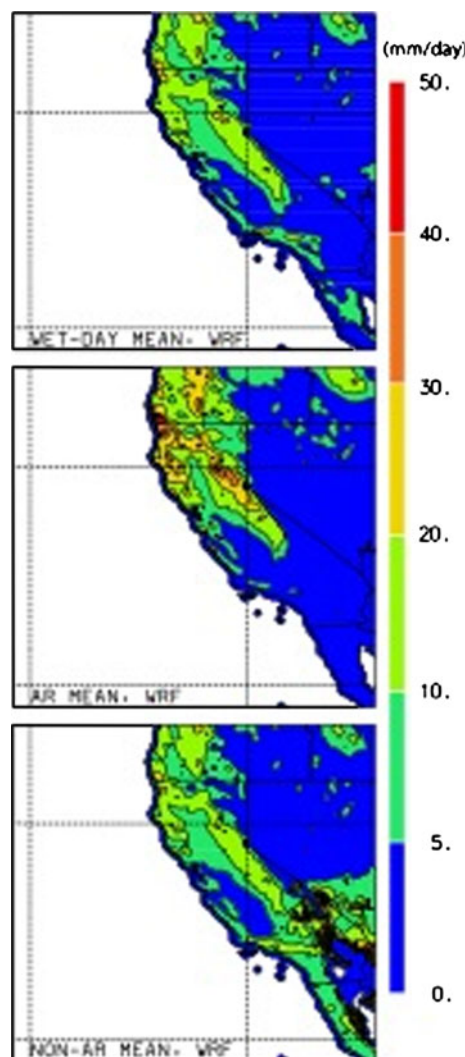 (mm/day)
50.
40.
30.
20.
10.
5.
0.
WET-DAY MEAN, WRF
AR MEAN, WRF
NON-AR MEAN, WRF